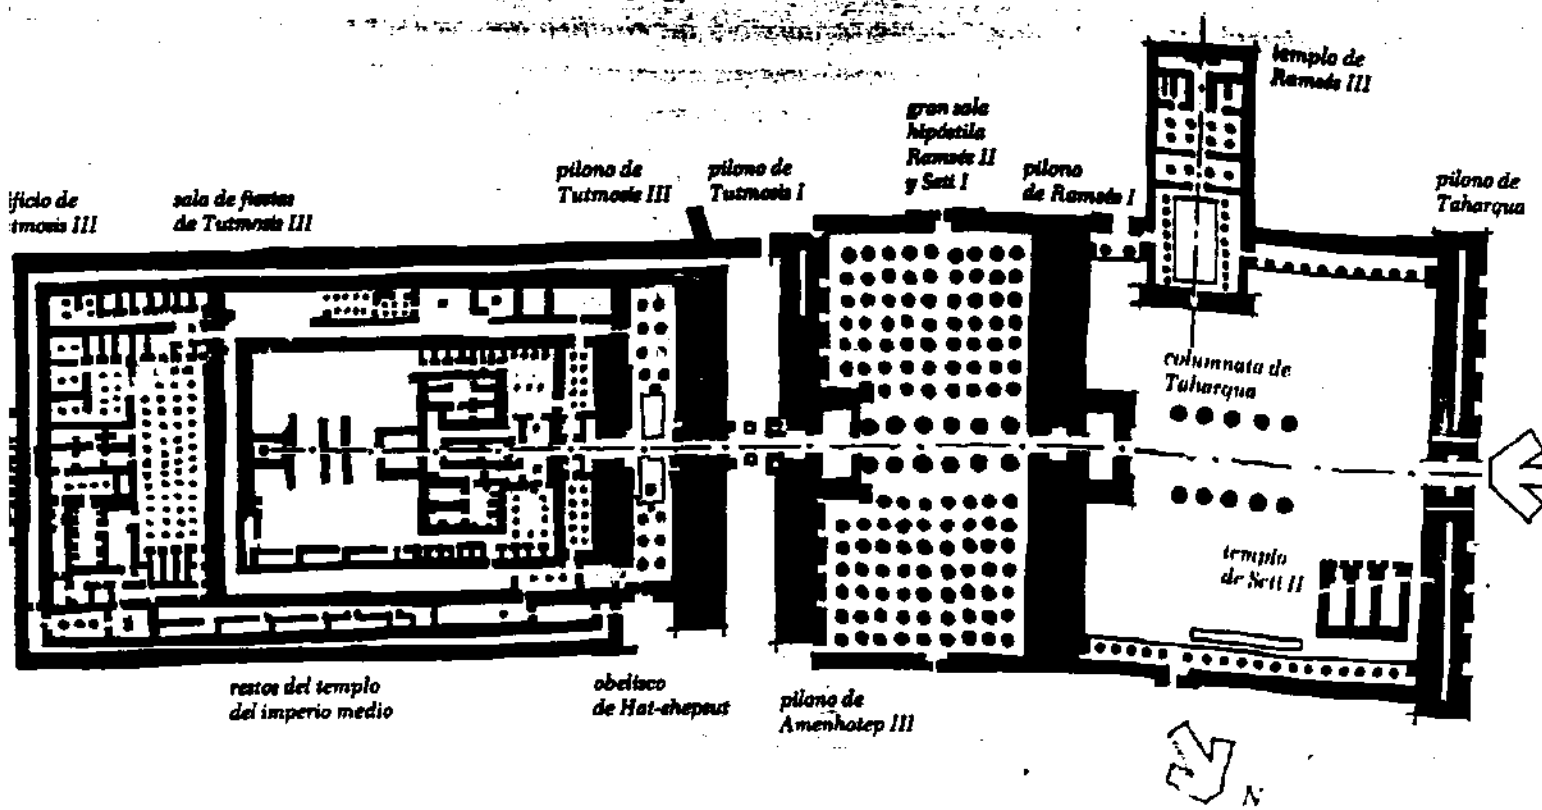 templo de
Ramsés III
gran sala
hipóstila
Ramsés II
y Seti I
pilono
de Ramsés I
pilono de
Tutmosis III
pilono de
Tutmosis I
pilono de
Taharqua
ificio de
tmosis III
sala de fiestas
de Tutmosis III
columnata de
Taharqua
templo
de Seti II
restos del templo
del imperio medio
obelisco
de Hat-shepsut
pilono de
Amenhotep III
N